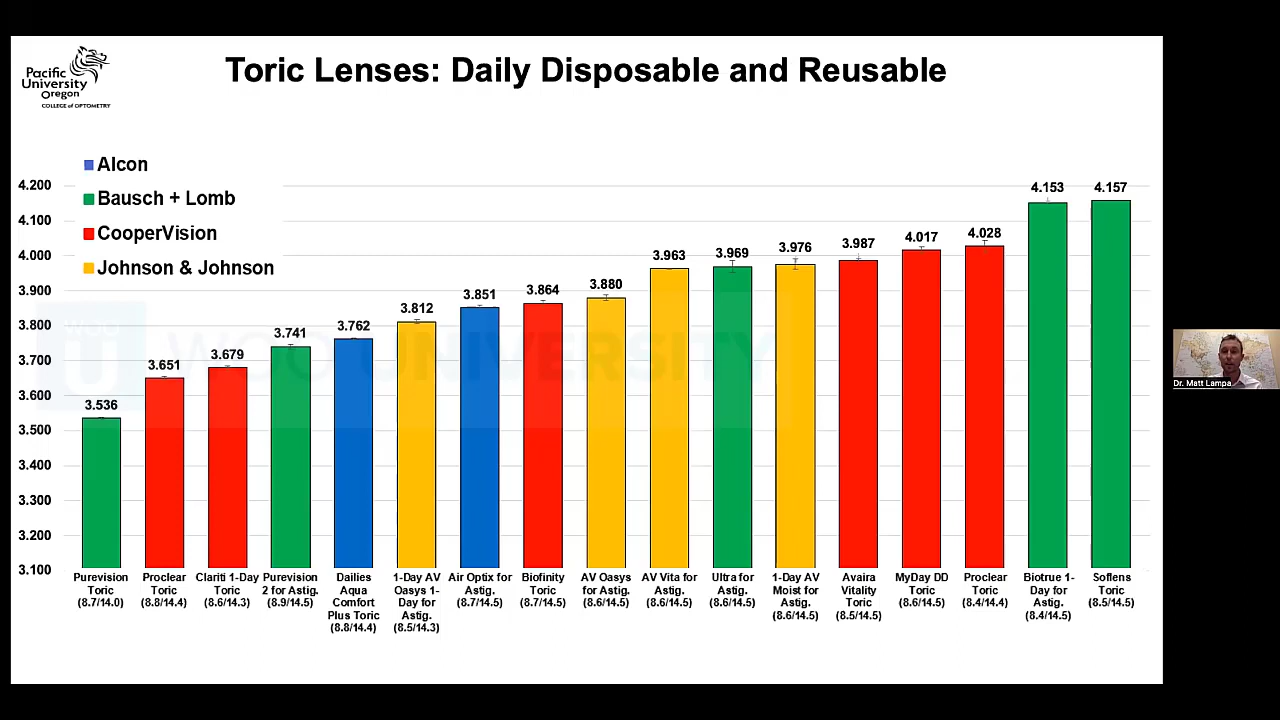 Pacific
University
Oregon
COLLEGE of OPTOMETRY
Toric Lenses: Daily Disposable and Reusable
Alcon
Bausch + Lomb
CooperVision
Johnson & Johnson
4.200
4.100
4.000
3.900
3.800
3.700
3.600
3.500
3.400
3.300
3.200
3.100
3.536
3.651
3.679
3.741
3.762
3.812
3.851
3.864
3.880
3.963
3.969
3.976
3.987
4.017
4.028
4.153
4.157
WOO
U
WOO UNIVERSITY
Purevision
Toric
(8.7/14.0)
Proclear
Toric
(8.8/14.4)
Clariti 1-Day
Toric
(8.6/14.3)
Purevision
2 for Astig.
(8.9/14.5)
Dailies
Aqua
Comfort
Plus Toric
(8.8/14.4)
1-Day AV
Oasys 1-
Day for
Astig.
(8.5/14.3)
Air Optix for
Astig.
(8.7/14.5)
Biofinity
Toric
(8.7/14.5)
AV Oasys
for Astig.
(8.6/14.5)
AV Vita for
Astig.
(8.6/14.5)
Ultra for
Astig.
(8.6/14.5)
1-Day AV
Moist for
Astig.
(8.6/14.5)
Avaira
Vitality
Toric
(8.5/14.5)
MyDay DD
Toric
(8.6/14.5)
Proclear
Toric
(8.4/14.4)
Biotrue 1-
Day for
Astig.
(8.4/14.5)
Soflens
Toric
(8.5/14.5)
Dr. Matt Lampa